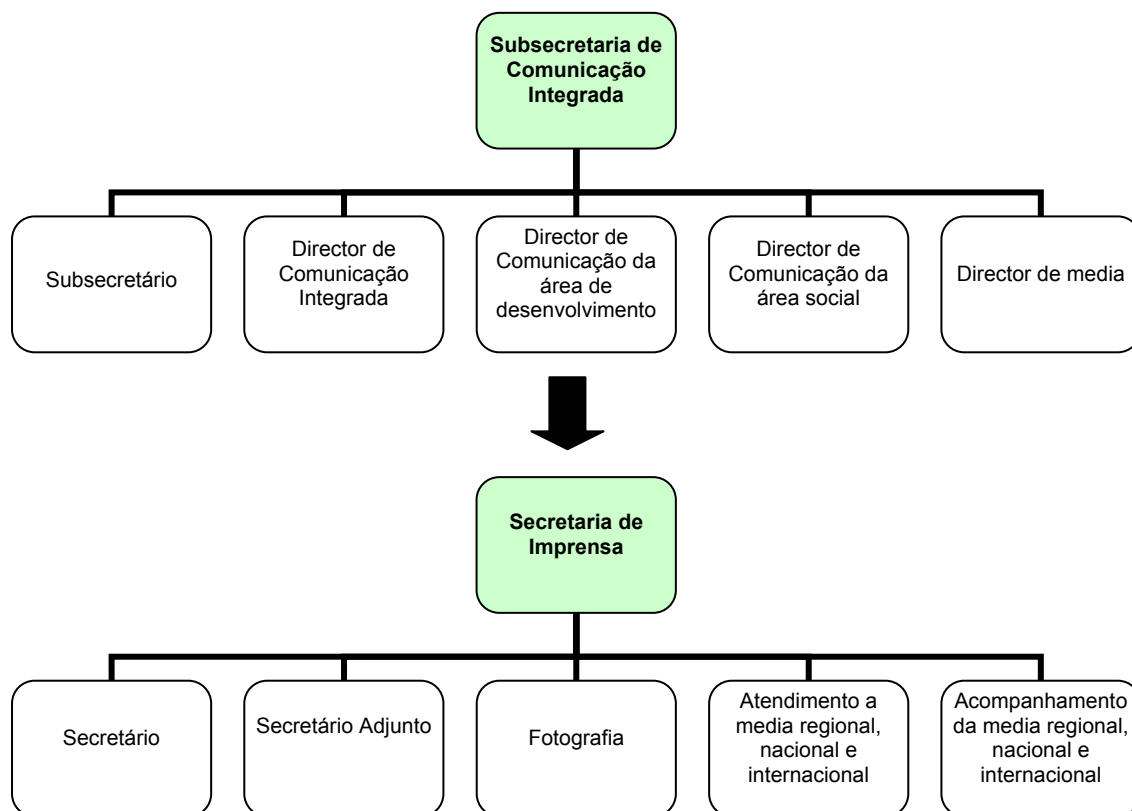 Subsecretaria de
Comunicação
Integrada
Subsecretário
Director de
Comunicação
Integrada
Director de
Comunicação da
área de
desenvolvimento
Director de
Comunicação da
área social
Director de media
Secretaria de
Imprensa
Secretário
Secretário Adjunto
Fotografia
Atendimento a
media regional,
nacional e
internacional
Acompanhamento
da media regional,
nacional e
internacional